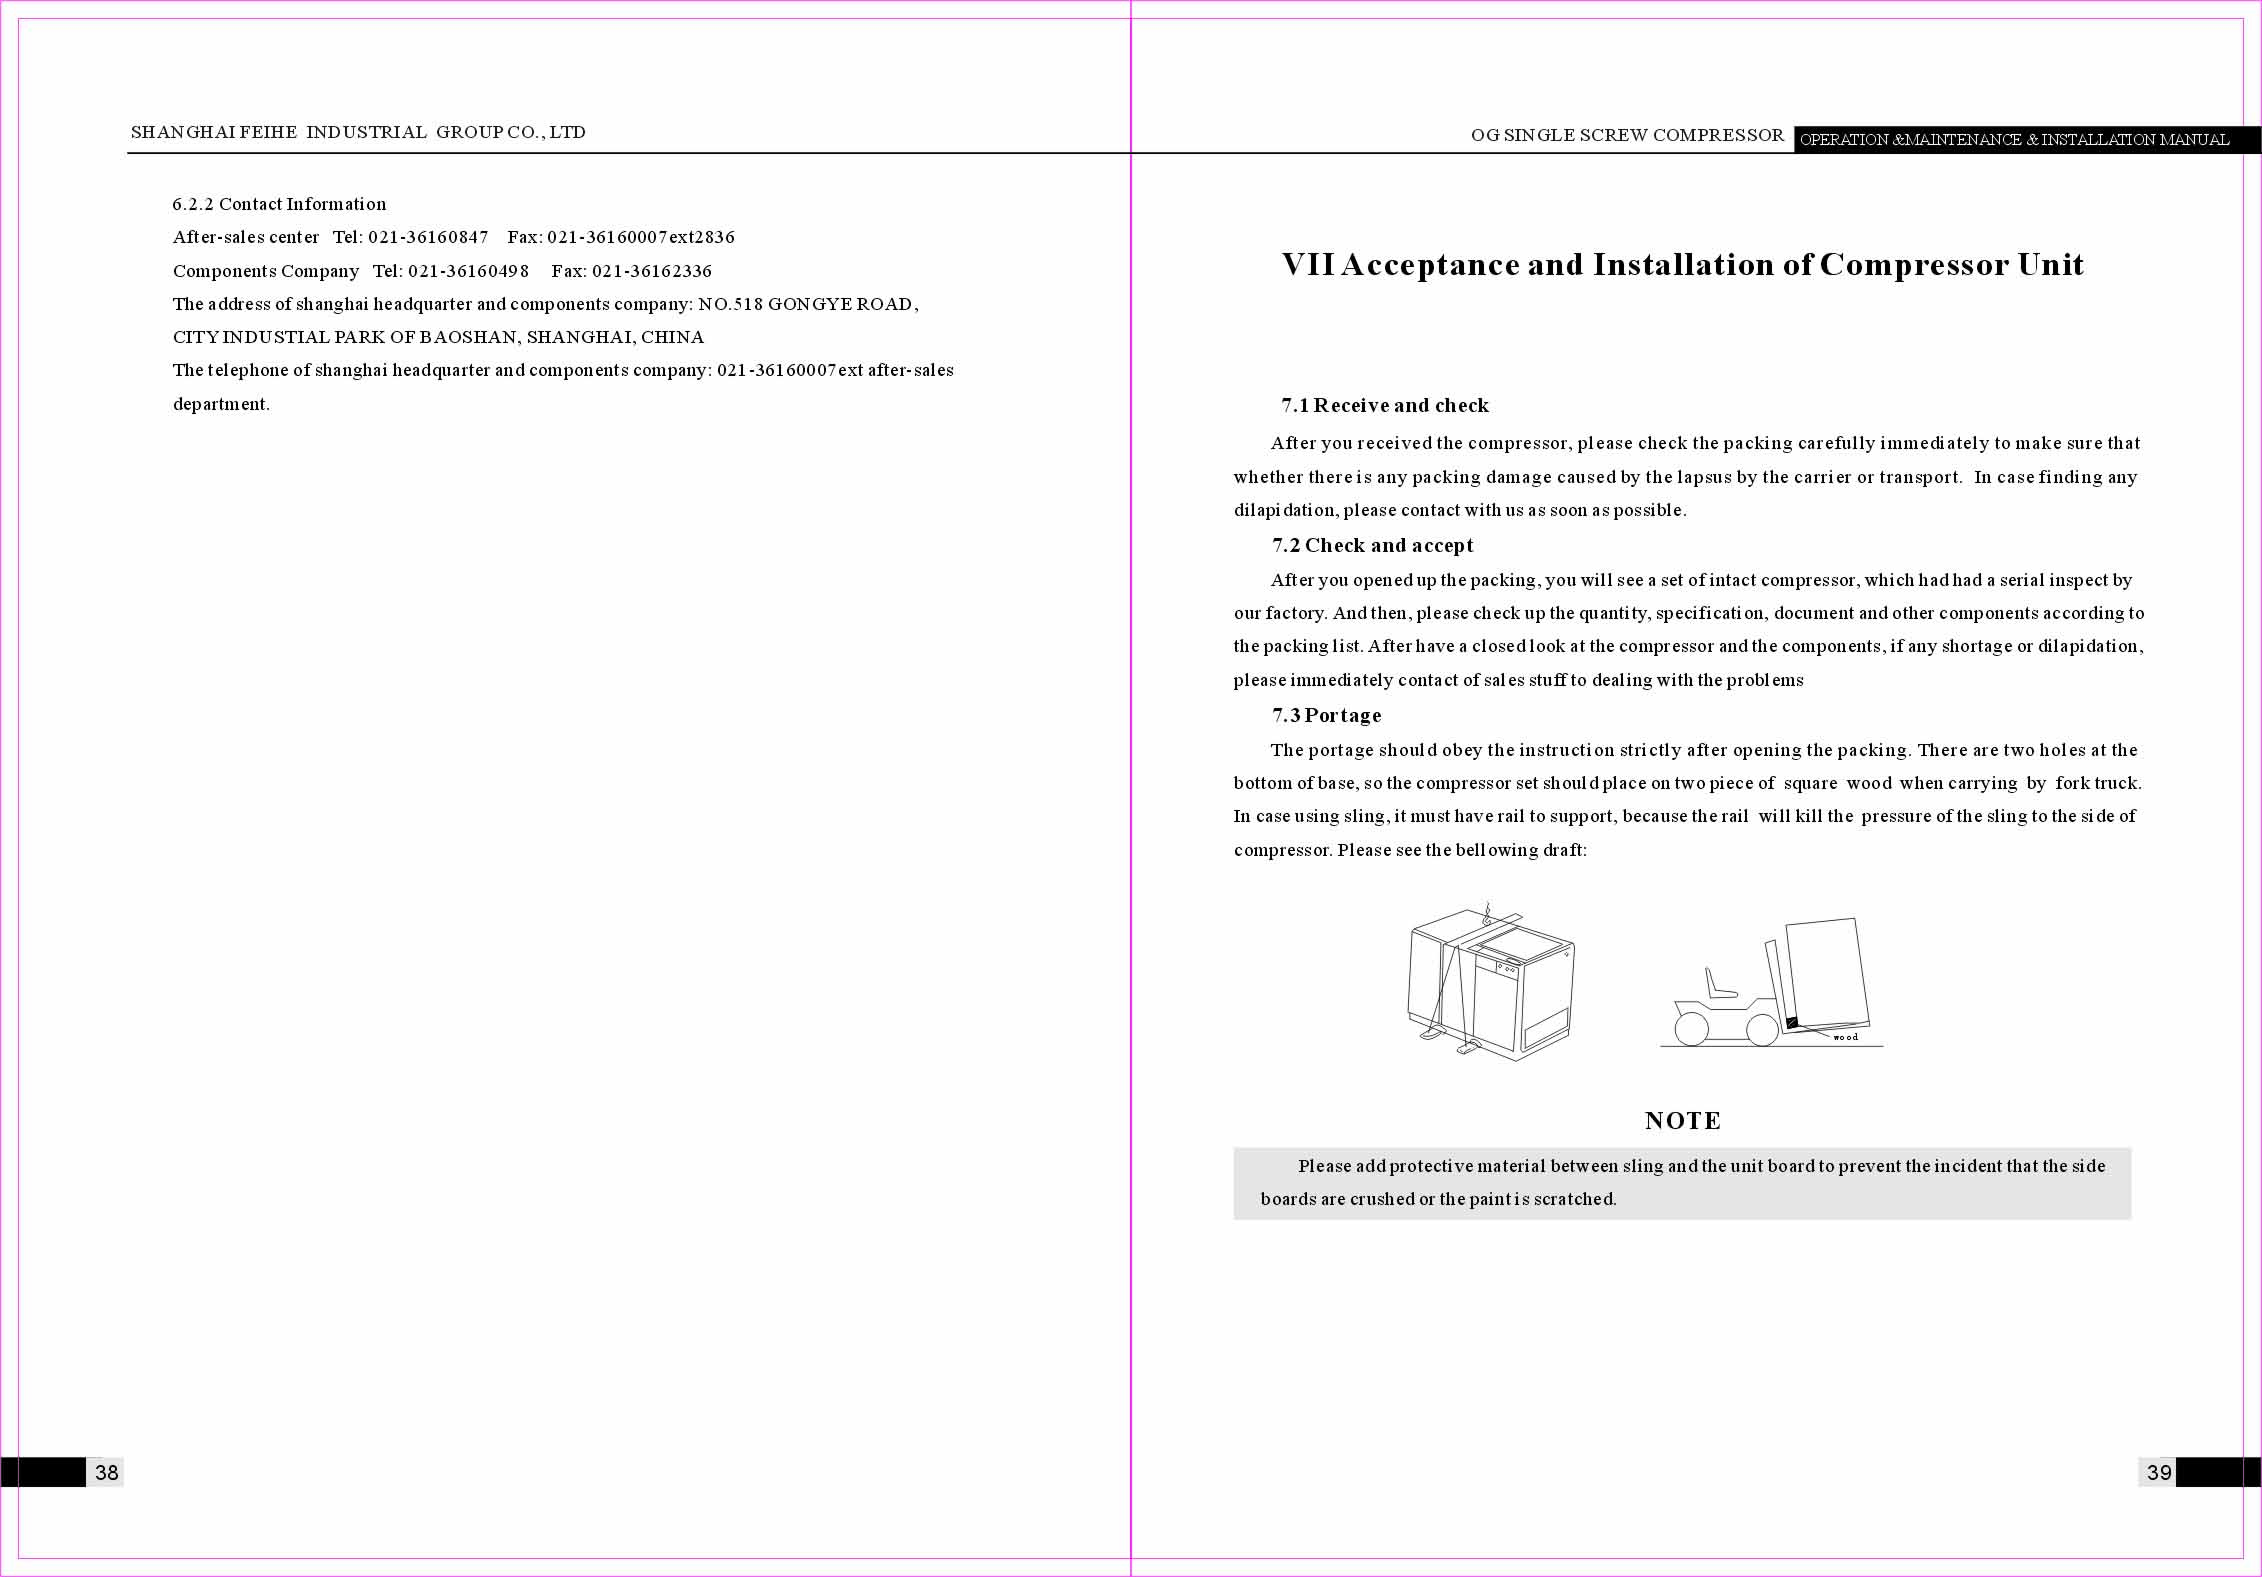 SHANGHAI FEIHE INDUSTRIAL GROUP CO., LTD
6.2.2 Contact Information
After-sales center Tel: 021-36160847 Fax: 021-36160007ext2836
Components Company Tel: 021-36160498 Fax: 021-36162336
The address of shanghai headquarter and components company: NO.518 GONGYE ROAD,
CITY INDUSTIAL PARK OF BAOSHAN, SHANGHAI, CHINA
The telephone of shanghai headquarter and components company: 021-36160007ext after-sales
department.
38
OG SINGLE SCREW COMPRESSOR OPERATION &MAINTENANCE & INSTALLATION MANUAL
VII Acceptance and Installation of Compressor Unit
7.1 Receive and check
After you received the compressor, please check the packing carefully immediately to make sure that
whether there is any packing damage caused by the lapsus by the carrier or transport. In case finding any
dilapidation, please contact with us as soon as possible.
7.2 Check and accept
After you opened up the packing, you will see a set of intact compressor, which had had a serial inspect by
our factory. And then, please check up the quantity, specification, document and other components according to
the packing list. After have a closed look at the compressor and the components, if any shortage or dilapidation,
please immediately contact of sales stuff to dealing with the problems
7.3 Portage
The portage should obey the instruction strictly after opening the packing. There are two holes at the
bottom of base, so the compressor set should place on two piece of square wood when carrying by fork truck.
In case using sling, it must have rail to support, because the rail will kill the pressure of the sling to the side of
compressor. Please see the bellowing draft:
wood
NOTE
Please add protective material between sling and the unit board to prevent the incident that the side
boards are crushed or the paint is scratched.
39